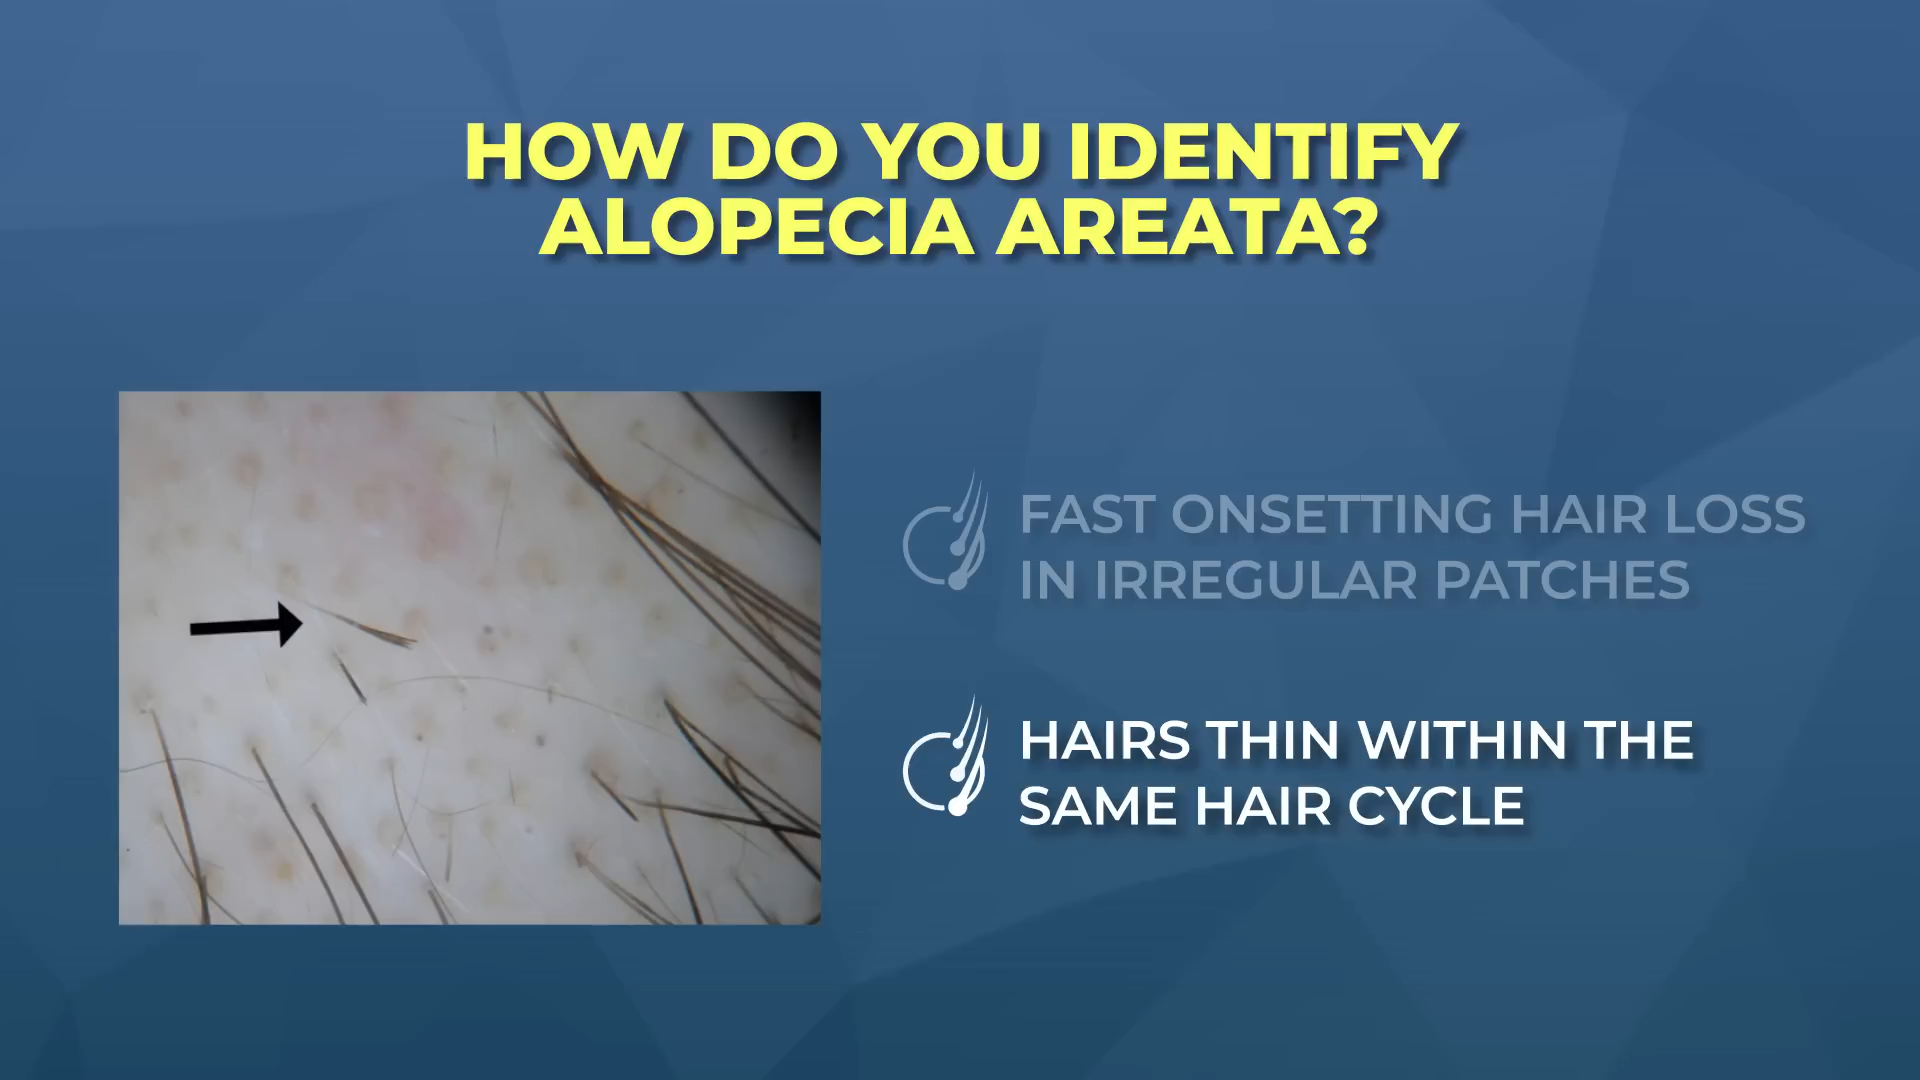 HOW DO YOU IDENTIFY
ALOPECIA AREATA?
FAST ONSETTING HAIR LOSS
IN IRREGULAR PATCHES
HAIRS THIN WITHIN THE
SAME HAIR CYCLE